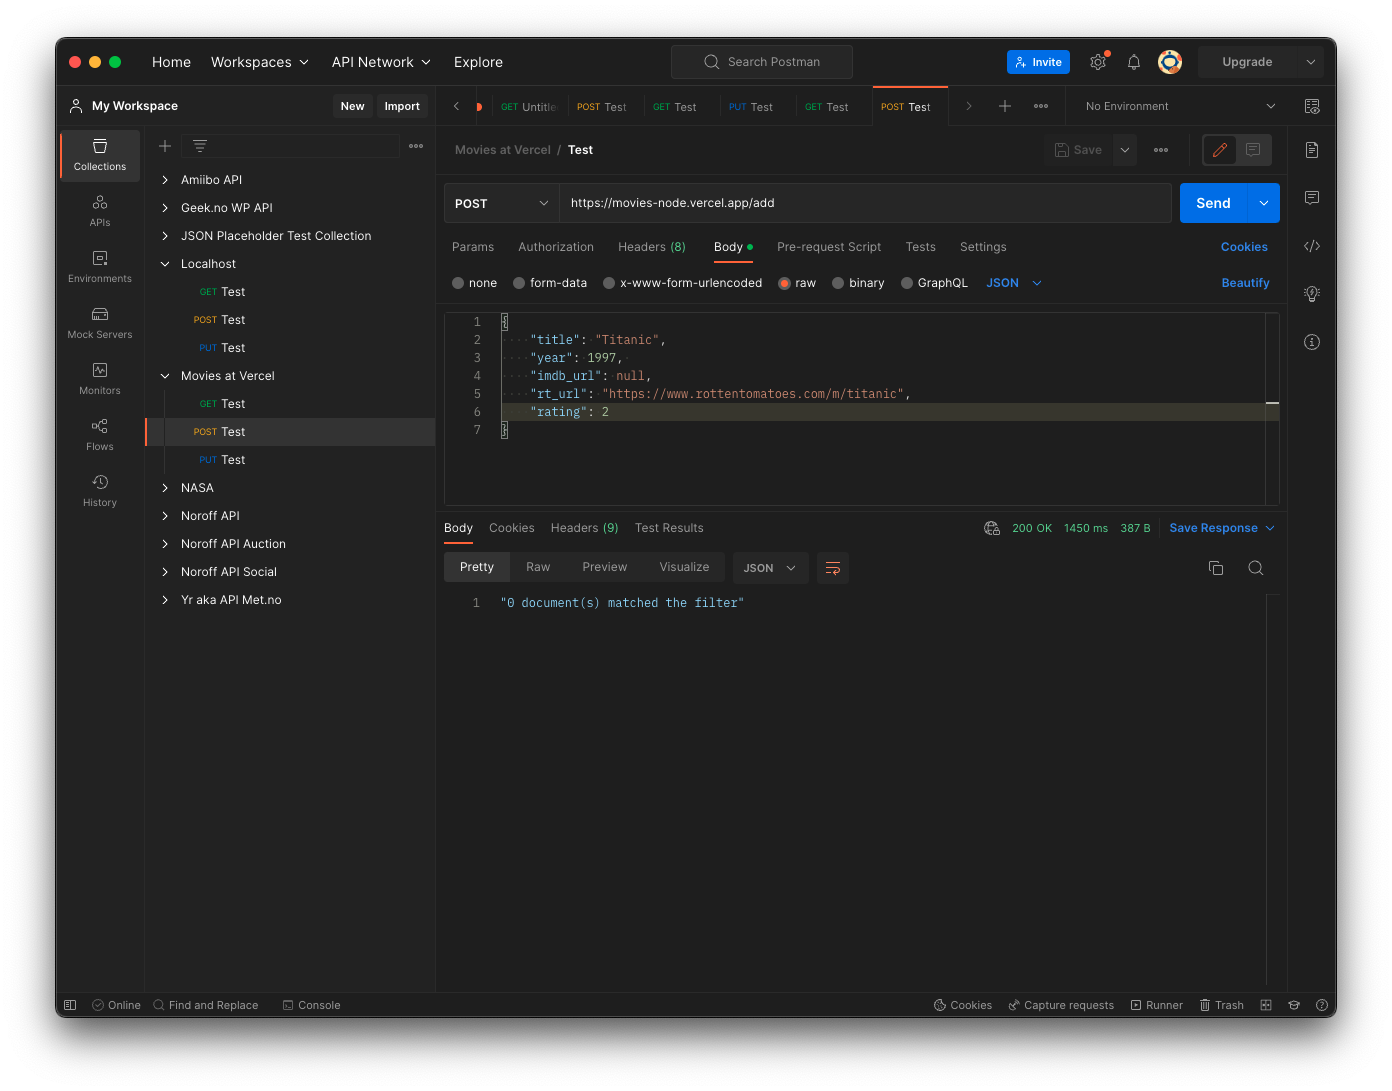 Home Workspaces API Network Explore Search Postman Invite Upgrade
My Workspace New Import
GET Untitle POST Test GET Test PUT Test GET Test POST Test No Environment
Collections
APIs
Environments
Mock Servers
Monitors
Flows
History
Amiibo API
Geek.no WP API
JSON Placeholder Test Collection
Localhost
GET Test
POST Test
PUT Test
Movies at Vercel
GET Test
POST Test
PUT Test
NASA
Noroff API
Noroff API Auction
Noroff API Social
Yr aka API Met.no
Movies at Vercel / Test Save
POST https://movies-node.vercel.app/add Send
Params Authorization Headers (8) Body Pre-request Script Tests Settings Cookies
none form-data x-www-form-urlencoded raw binary GraphQL JSON Beautify
1 {
2 "title": "Titanic",
3 "year": 1997,
4 "imdb_url": null,
5 "rt_url": "https://www.rottentomatoes.com/m/titanic",
6 "rating": 2
7 }
Body Cookies Headers (9) Test Results 200 OK 1450 ms 387 B Save Response
Pretty Raw Preview Visualize JSON
1 "0 document(s) matched the filter"
Online Find and Replace Console Cookies Capture requests Runner Trash